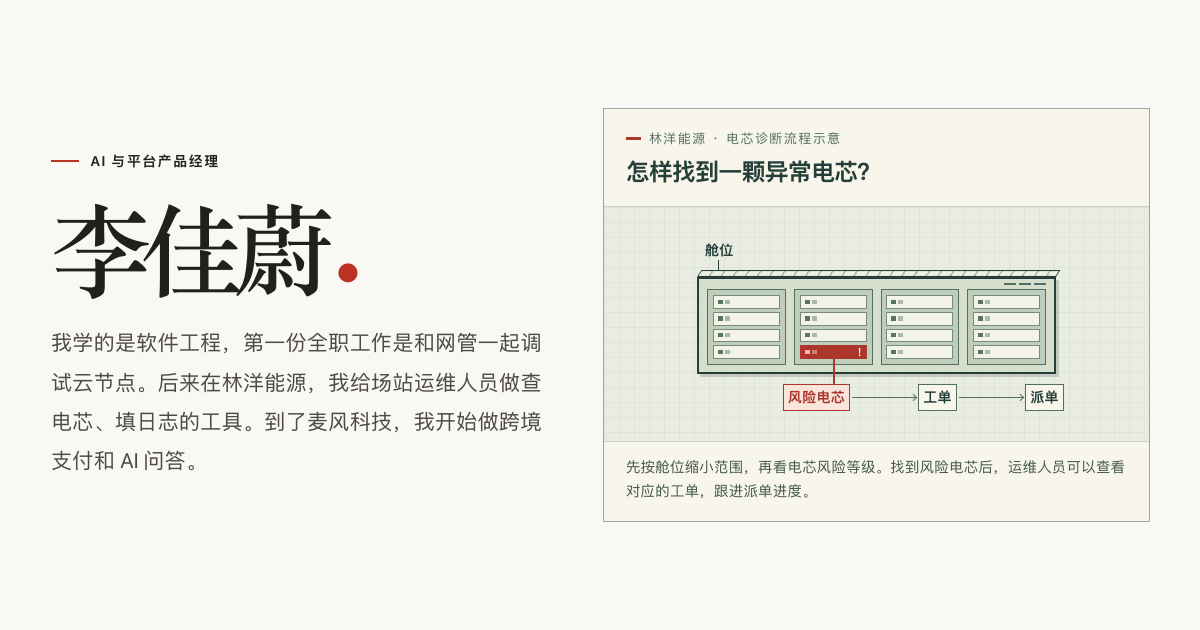 AI 与平台产品经理
李佳蔚.
我学的是软件工程，第一份全职工作是和网管一起调
试云节点。后来在林洋能源，我给场站运维人员做查
电芯、填日志的工具。到了麦风科技，我开始做跨境
支付和 AI 问答。
林洋能源 · 电芯诊断流程示意
怎样找到一颗异常电芯?
舱位
!
风险电芯
工单
派单
先按舱位缩小范围，再看电芯风险等级。找到风险电芯后，运维人员可以查看
对应的工单，跟进派单进度。